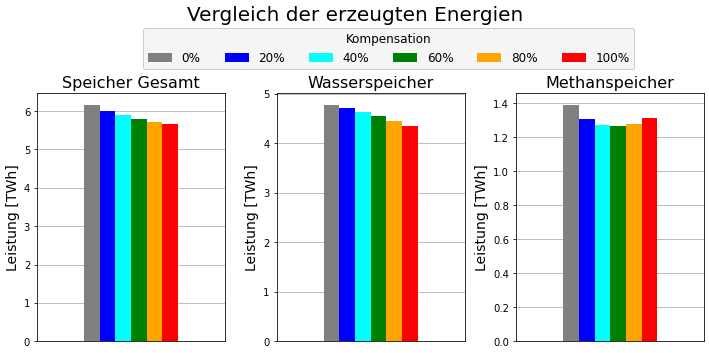 Vergleich der erzeugten Energien
Kompensation
0% 20% 40% 60% 80% 100%
Speicher Gesamt
Leistung [TWh]
6
5
4
3
2
1
0
Wasserspeicher
Leistung [TWh]
5
4
3
2
1
0
Methanspeicher
Leistung [TWh]
1.4
1.2
1.0
0.8
0.6
0.4
0.2
0.0